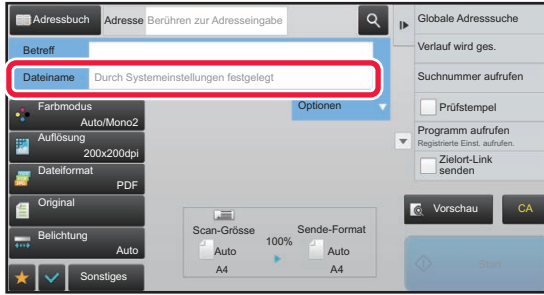 Adressbuch
Adresse
Berühren zur Adresseingabe
Betreff
Dateiname
Durch Systemeinstellungen festgelegt
Optionen
Farbmodus
Auto/Mono2
Auflösung
200x200dpi
Dateiformat
PDF
Original
Belichtung
Auto
Sonstiges
Scan-Grösse
Auto
A4
100%
Sende-Format
Auto
A4
Globale Adresssuche
Verlauf wird ges.
Suchnummer aufrufen
Prüfstempel
Programm aufrufen
Registrierte Einst. aufrufen.
Zielort-Link
senden
Vorschau
CA
Start